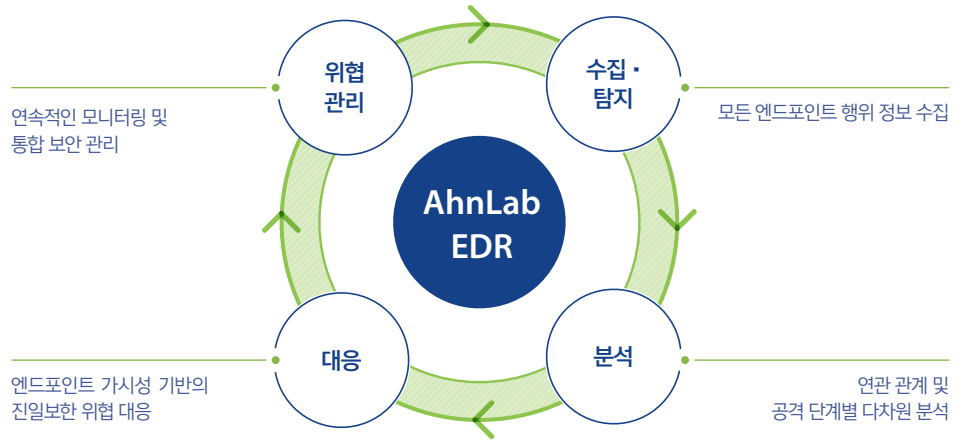 위협
관리
수집 ·
탐지
연속적인 모니터링 및
통합 보안 관리
모든 엔드포인트 행위 정보 수집
AhnLab
EDR
대응
분석
엔드포인트 가시성 기반의
진일보한 위협 대응
연관 관계 및
공격 단계별 다차원 분석